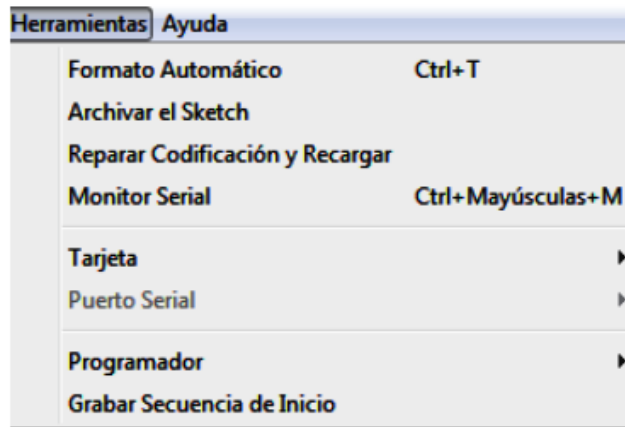 Herramientas Ayuda
Formato Automático Ctrl+T
Archivar el Sketch
Reparar Codificación y Recargar
Monitor Serial Ctrl+Mayúsculas+M
Tarjeta
Puerto Serial
Programador
Grabar Secuencia de Inicio